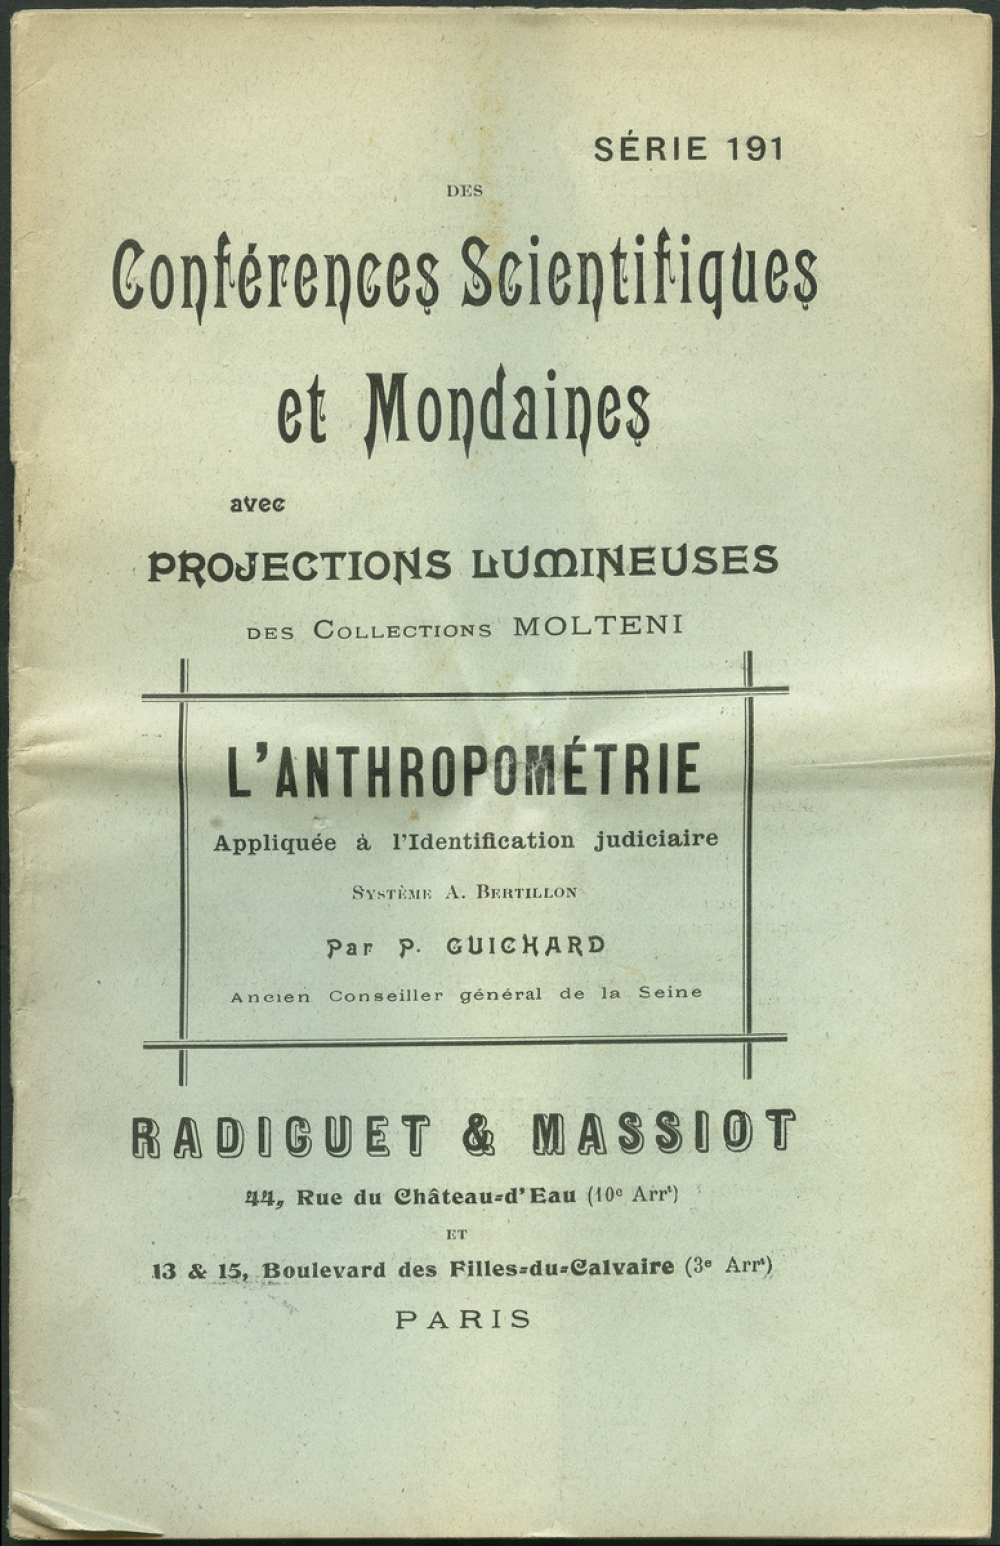 SÉRIE 191
DES
Conférences Scientifiques
et Mondaines
avec
PROJECTIONS LUMINEUSES
DES COLLECTIONS MOLTENI
L'ANTHROPOMÉTRIE
Appliquée à l'Identification judiciaire
SYSTÈME A. BERTILLON
Par P. GUICHARD
Ancien Conseiller général de la Seine
RADIGUET & MASSIOT
44, Rue du Château-d'Eau (10e Arrt)
ET
13 & 15, Boulevard des Filles-du-Calvaire (3e Arrt)
PARIS